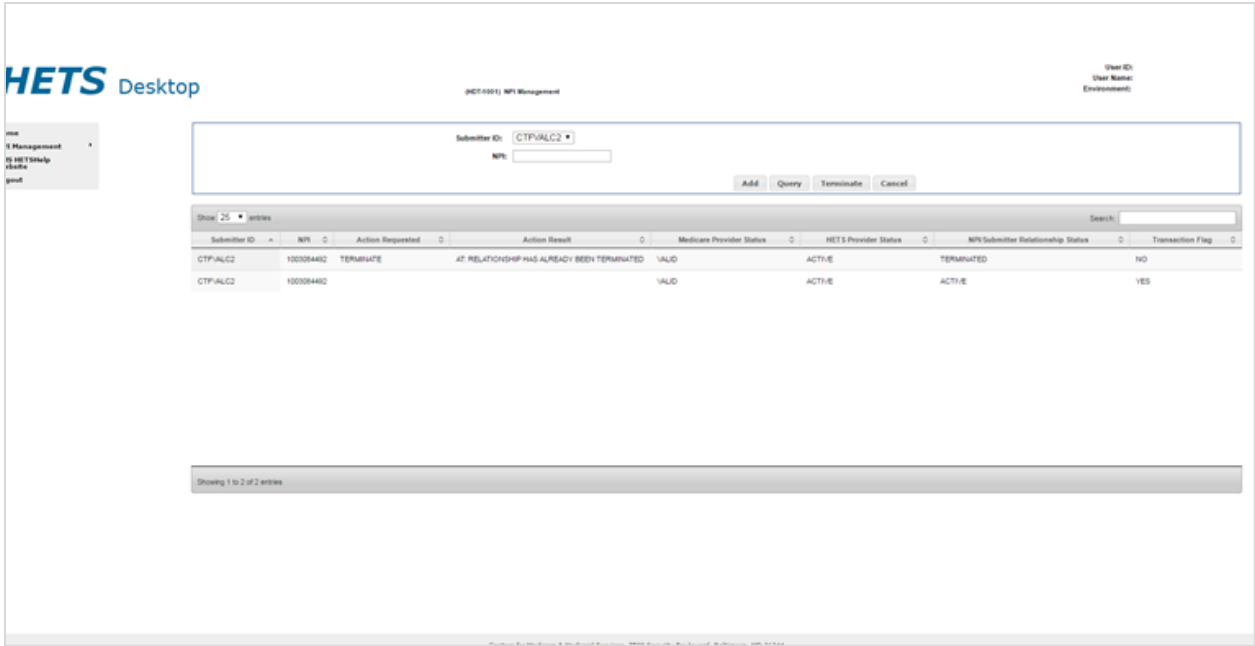 HETS Desktop
(HDT-1001) NPI Management
User ID:
User Name:
Environment:
Submitter ID: CTFVALC2
NPI:
Add Query Terminate Cancel
Show 25 entries
Search:
Submitter ID NPI Action Requested Action Result Medicare Provider Status HETS Provider Status NPI/Submitter Relationship Status Transaction Flag
CTFVALC2 1003064492 TERMINATE AT: RELATIONSHIP HAS ALREADY BEEN TERMINATED VALID ACTIVE TERMINATED NO
CTFVALC2 1003064492 VALID ACTIVE ACTIVE YES
Showing 1 to 2 of 2 entries